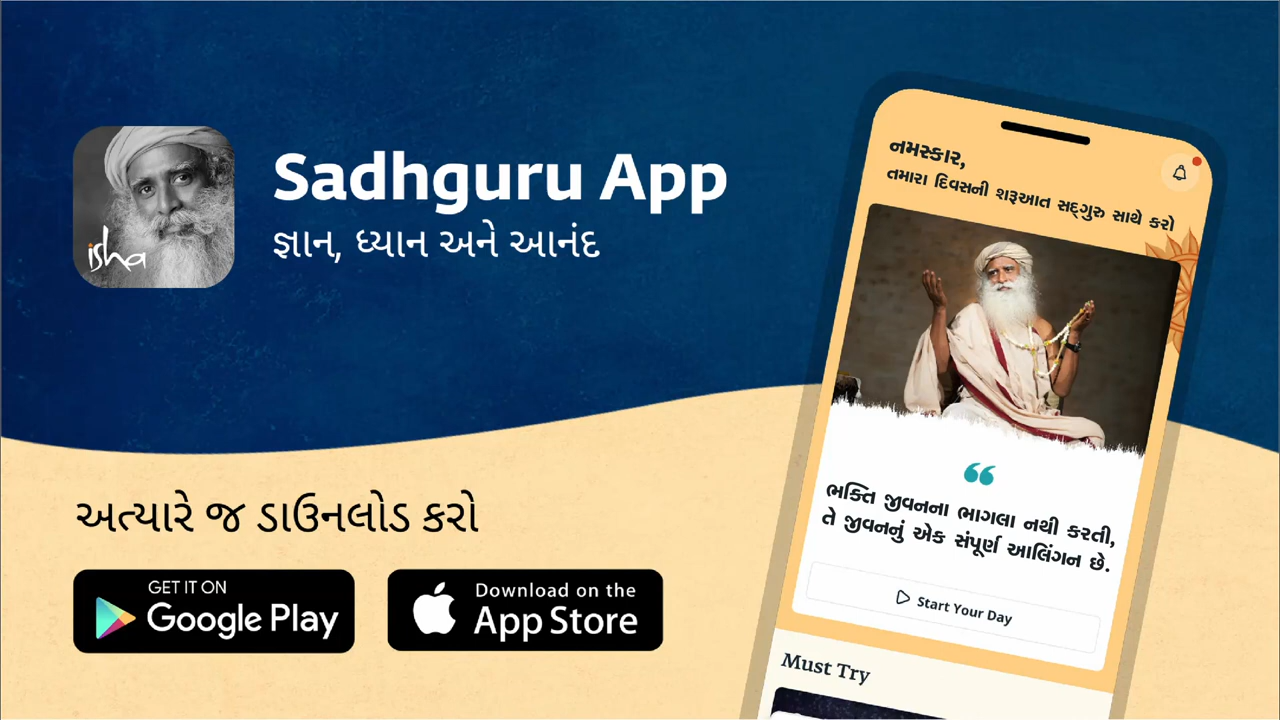 isha
Sadhguru App
જ્ઞાન, ધ્યાન અને આનંદ
અત્યારે જ ડાઉનલોડ કરો
GET IT ON
Google Play
Download on the
App Store
નમસ્કાર,
તમારા દિવસની શરૂઆત સદ્‌ગુરુ સાથે કરો
ભક્તિ જીવનના ભાગલા નથી કરતી,
તે જીવનનું એક સંપૂર્ણ આલિંગન છે.
Start Your Day
Must Try